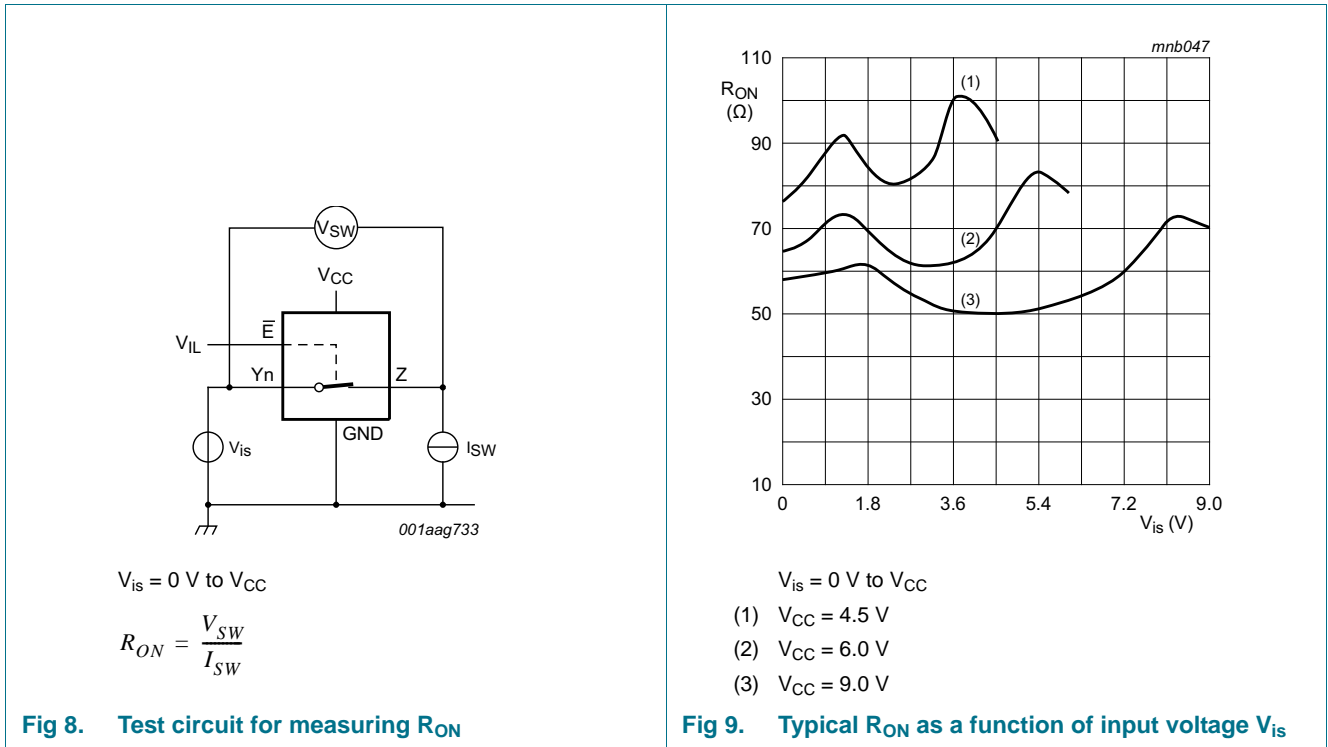 VSW
VCC
E
VIL
Yn
Z
GND
Vis
ISW
001aag733
Vis = 0 V to VCC
RON = VSW / ISW
Fig 8. Test circuit for measuring RON
mnb047
110
RON
(Ω)
90
70
50
30
10
(1)
(2)
(3)
0 1.8 3.6 5.4 7.2 9.0
Vis (V)
Vis = 0 V to VCC
(1) VCC = 4.5 V
(2) VCC = 6.0 V
(3) VCC = 9.0 V
Fig 9. Typical RON as a function of input voltage Vis